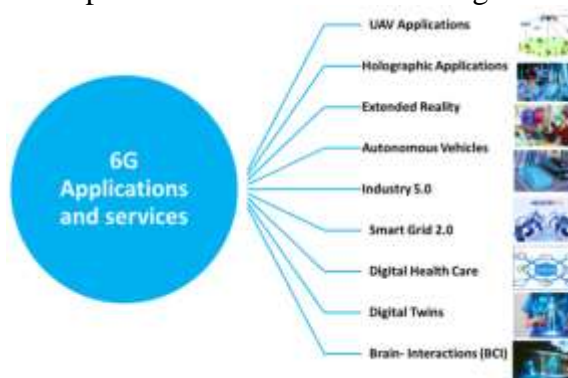 6G
Applications
and services
UAV Applications
Holographic Applications
Extended Reality
Autonomous Vehicles
Industry 5.0
Smart Grid 2.0
Digital Health Care
Digital Twins
Brain- Interactions (BCI)